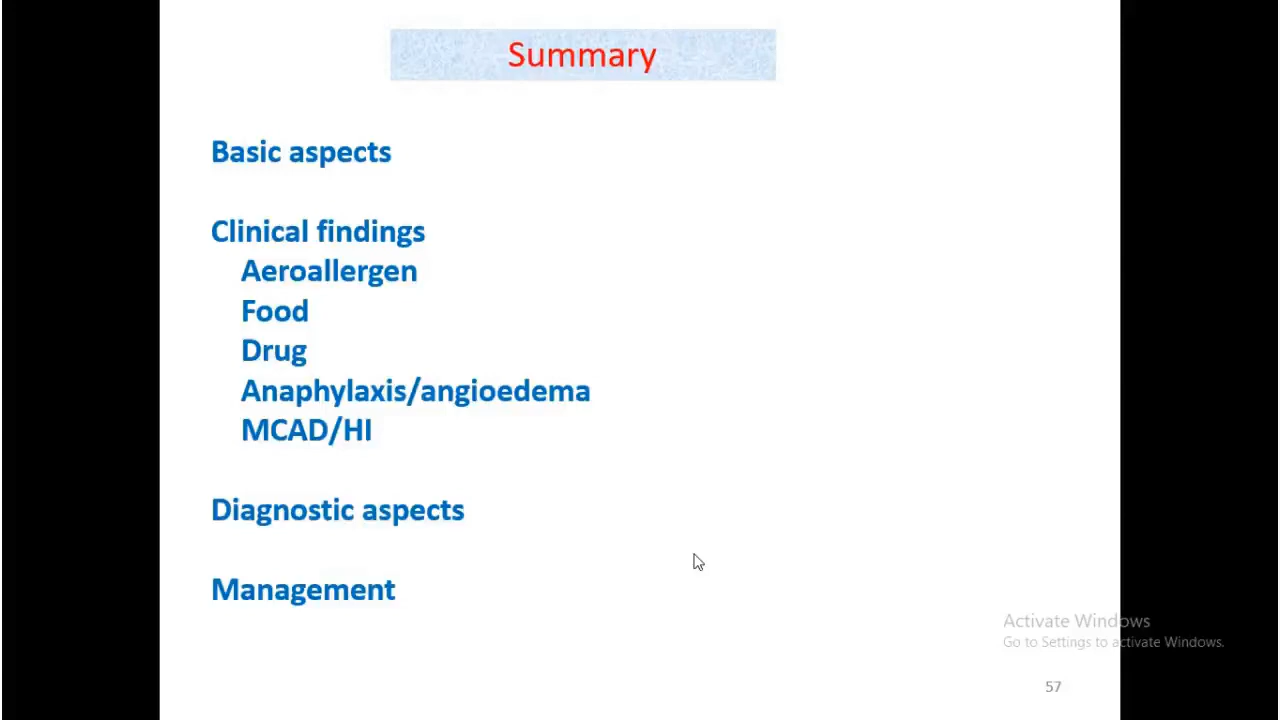 Summary
Basic aspects
Clinical findings
Aeroallergen
Food
Drug
Anaphylaxis/angioedema
MCAD/HI
Diagnostic aspects
Management
Activate Windows
Go to Settings to activate Windows.
57